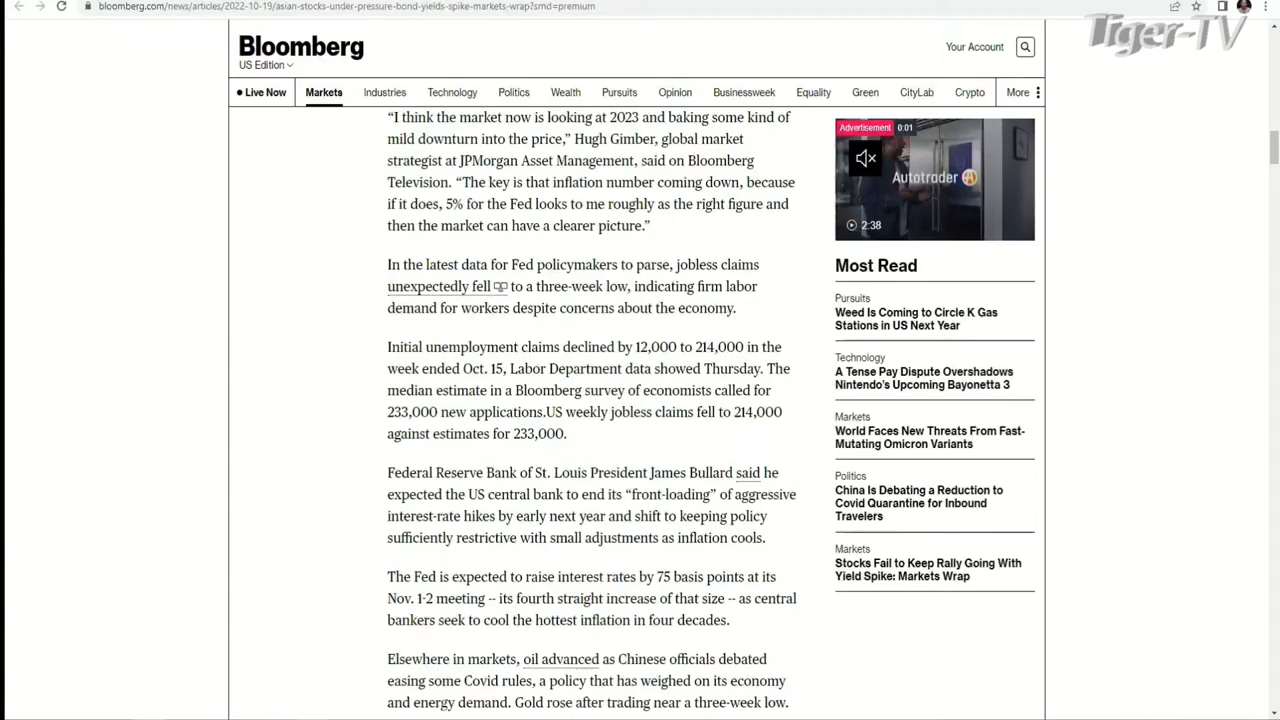 bloomberg.com/news/articles/2022-10-19/asian-stocks-under-pressure-bond-yields-spike-markets-wrap?srnd=premium
Tiger-TV
Bloomberg
US Edition
Your Account
Live Now
Markets
Industries
Technology
Politics
Wealth
Pursuits
Opinion
Businessweek
Equality
Green
CityLab
Crypto
More
“I think the market now is looking at 2023 and baking some kind of
mild downturn into the price,” Hugh Gimber, global market
strategist at JPMorgan Asset Management, said on Bloomberg
Television. “The key is that inflation number coming down, because
if it does, 5% for the Fed looks to me roughly as the right figure and
then the market can have a clearer picture.”
In the latest data for Fed policymakers to parse, jobless claims
unexpectedly fell to a three-week low, indicating firm labor
demand for workers despite concerns about the economy.
Initial unemployment claims declined by 12,000 to 214,000 in the
week ended Oct. 15, Labor Department data showed Thursday. The
median estimate in a Bloomberg survey of economists called for
233,000 new applications.US weekly jobless claims fell to 214,000
against estimates for 233,000.
Federal Reserve Bank of St. Louis President James Bullard said he
expected the US central bank to end its “front-loading” of aggressive
interest-rate hikes by early next year and shift to keeping policy
sufficiently restrictive with small adjustments as inflation cools.
The Fed is expected to raise interest rates by 75 basis points at its
Nov. 1-2 meeting -- its fourth straight increase of that size -- as central
bankers seek to cool the hottest inflation in four decades.
Elsewhere in markets, oil advanced as Chinese officials debated
easing some Covid rules, a policy that has weighed on its economy
and energy demand. Gold rose after trading near a three-week low.
Advertisement 0:01
Autotrader
2:38
Most Read
Pursuits
Weed Is Coming to Circle K Gas
Stations in US Next Year
Technology
A Tense Pay Dispute Overshadows
Nintendo’s Upcoming Bayonetta 3
Markets
World Faces New Threats From Fast-
Mutating Omicron Variants
Politics
China Is Debating a Reduction to
Covid Quarantine for Inbound
Travelers
Markets
Stocks Fail to Keep Rally Going With
Yield Spike: Markets Wrap